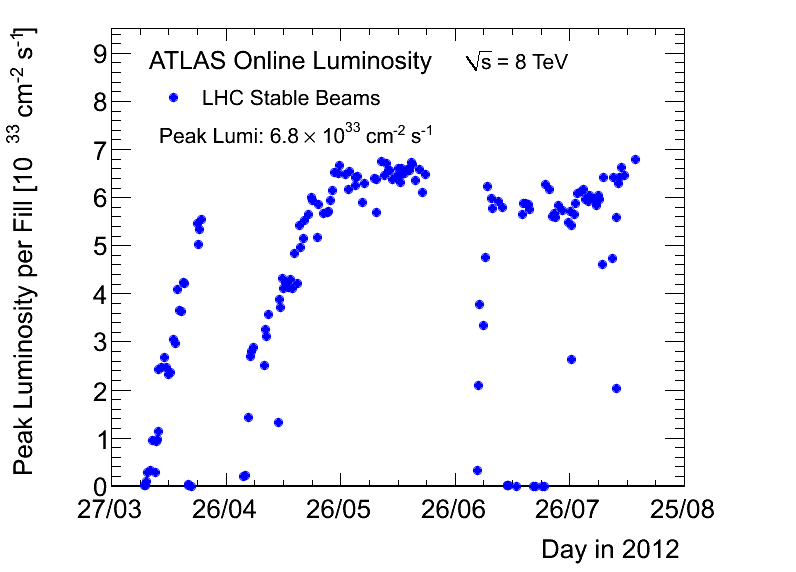 ATLAS Online Luminosity √s = 8 TeV
LHC Stable Beams
Peak Lumi: 6.8 × 10³³ cm⁻² s⁻¹
Peak Luminosity per Fill [10³³ cm⁻² s⁻¹]
9
8
7
6
5
4
3
2
1
0
27/03 26/04 26/05 26/06 26/07 25/08
Day in 2012